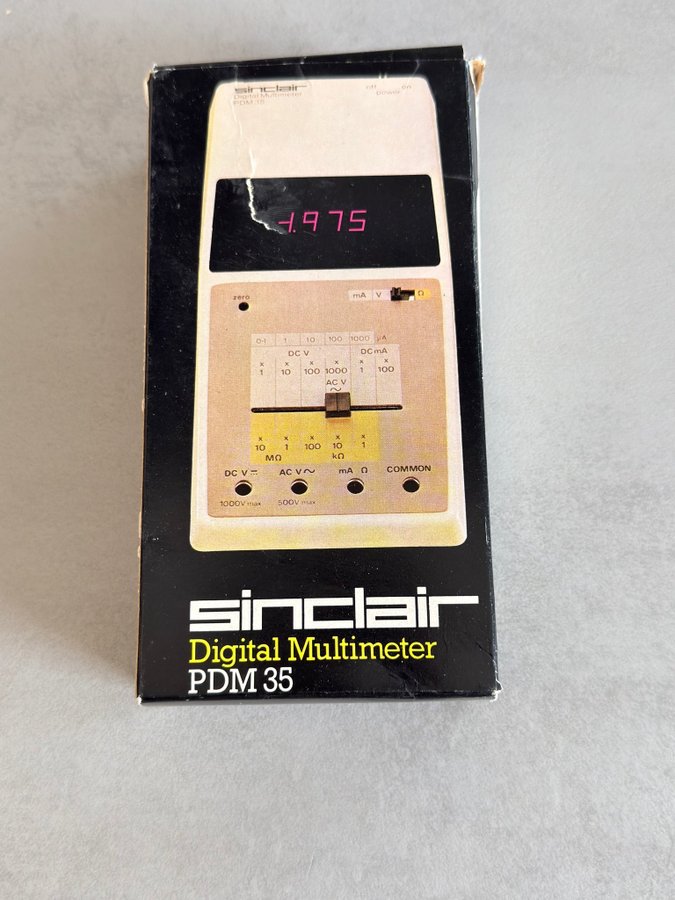 sinclair
Digital Multimeter
PDM 35
off on
power
-1.975
zero
mA V Ω
0·1 1 10 100 1000 µA
DC V DC mA
x x x x x x
1 10 100 1000 1 100
AC V
~
x x x x x
10 1 100 10 1
MΩ kΩ
DC V ⎓ AC V ~ mA Ω COMMON
1000V max 500V max
sinclair
Digital Multimeter
PDM 35